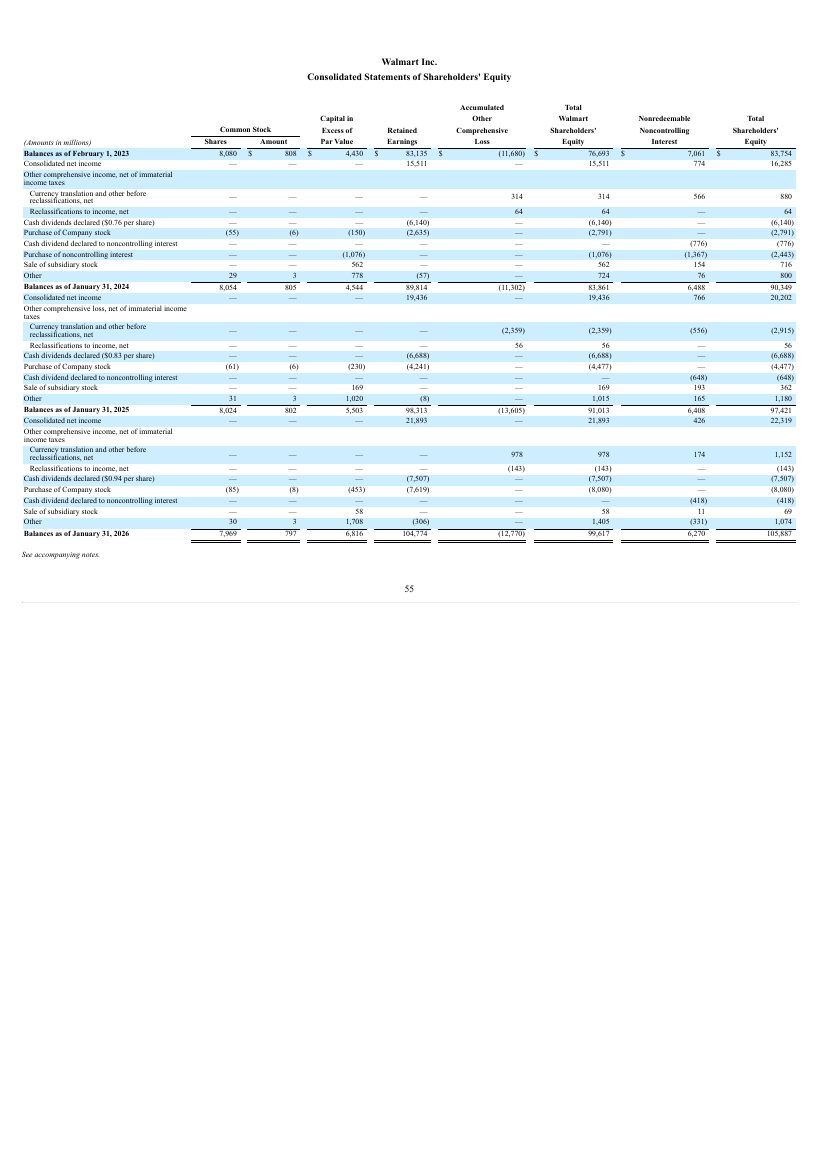 Walmart Inc.
Consolidated Statements of Shareholders' Equity
Accumulated Total
Capital in Other Walmart Nonredeemable Total
Common Stock Excess of Retained Comprehensive Shareholders' Noncontrolling Shareholders'
(Amounts in millions) Shares Amount Par Value Earnings Loss Equity Interest Equity
Balances as of February 1, 2023 8,080 $ 808 $ 4,430 $ 83,135 $ (11,680) $ 76,693 $ 7,061 $ 83,754
Consolidated net income — — — 15,511 — 15,511 774 16,285
Other comprehensive income, net of immaterial
income taxes
Currency translation and other before
reclassifications, net — — — — 314 314 566 880
Reclassifications to income, net — — — — 64 64 — 64
Cash dividends declared ($0.76 per share) — — — (6,140) — (6,140) — (6,140)
Purchase of Company stock (55) (6) (150) (2,635) — (2,791) — (2,791)
Cash dividend declared to noncontrolling interest — — — — — — (776) (776)
Purchase of noncontrolling interest — — (1,076) — — (1,076) (1,367) (2,443)
Sale of subsidiary stock — — 562 — — 562 154 716
Other 29 3 778 (57) — 724 76 800
Balances as of January 31, 2024 8,054 805 4,544 89,814 (11,302) 83,861 6,488 90,349
Consolidated net income — — — 19,436 — 19,436 766 20,202
Other comprehensive loss, net of immaterial income
taxes
Currency translation and other before
reclassifications, net — — — — (2,359) (2,359) (556) (2,915)
Reclassifications to income, net — — — — 56 56 — 56
Cash dividends declared ($0.83 per share) — — — (6,688) — (6,688) — (6,688)
Purchase of Company stock (61) (6) (230) (4,241) — (4,477) — (4,477)
Cash dividend declared to noncontrolling interest — — — — — — (648) (648)
Sale of subsidiary stock — — 169 — — 169 193 362
Other 31 3 1,020 (8) — 1,015 165 1,180
Balances as of January 31, 2025 8,024 802 5,503 98,313 (13,605) 91,013 6,408 97,421
Consolidated net income — — — 21,893 — 21,893 426 22,319
Other comprehensive income, net of immaterial
income taxes
Currency translation and other before
reclassifications, net — — — — 978 978 174 1,152
Reclassifications to income, net — — — — (143) (143) — (143)
Cash dividends declared ($0.94 per share) — — — (7,507) — (7,507) — (7,507)
Purchase of Company stock (85) (8) (453) (7,619) — (8,080) — (8,080)
Cash dividend declared to noncontrolling interest — — — — — — (418) (418)
Sale of subsidiary stock — — 58 — — 58 11 69
Other 30 3 1,708 (306) — 1,405 (331) 1,074
Balances as of January 31, 2026 7,969 797 6,816 104,774 (12,770) 99,617 6,270 105,887
See accompanying notes.
55